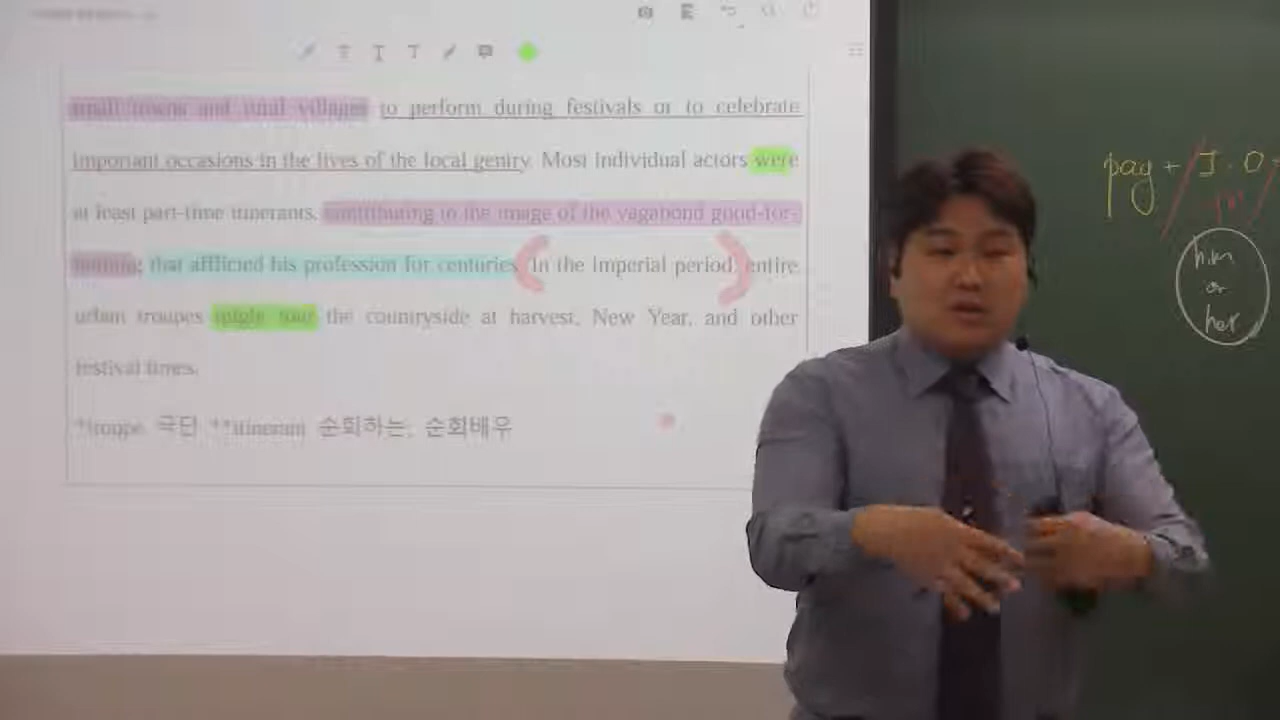 small towns and rural villages to perform during festivals or to celebrate
important occasions in the lives of the local gentry. Most individual actors were
at least part-time itinerants, contributing to the image of the vagabond good-for-
nothing that afflicted his profession for centuries. In the imperial period, entire
urban troupes might tour the countryside at harvest, New Year, and other
festival times.
*troupe 극단 **itinerant 순회하는, 순회배우
pay + I.O
him
or
her